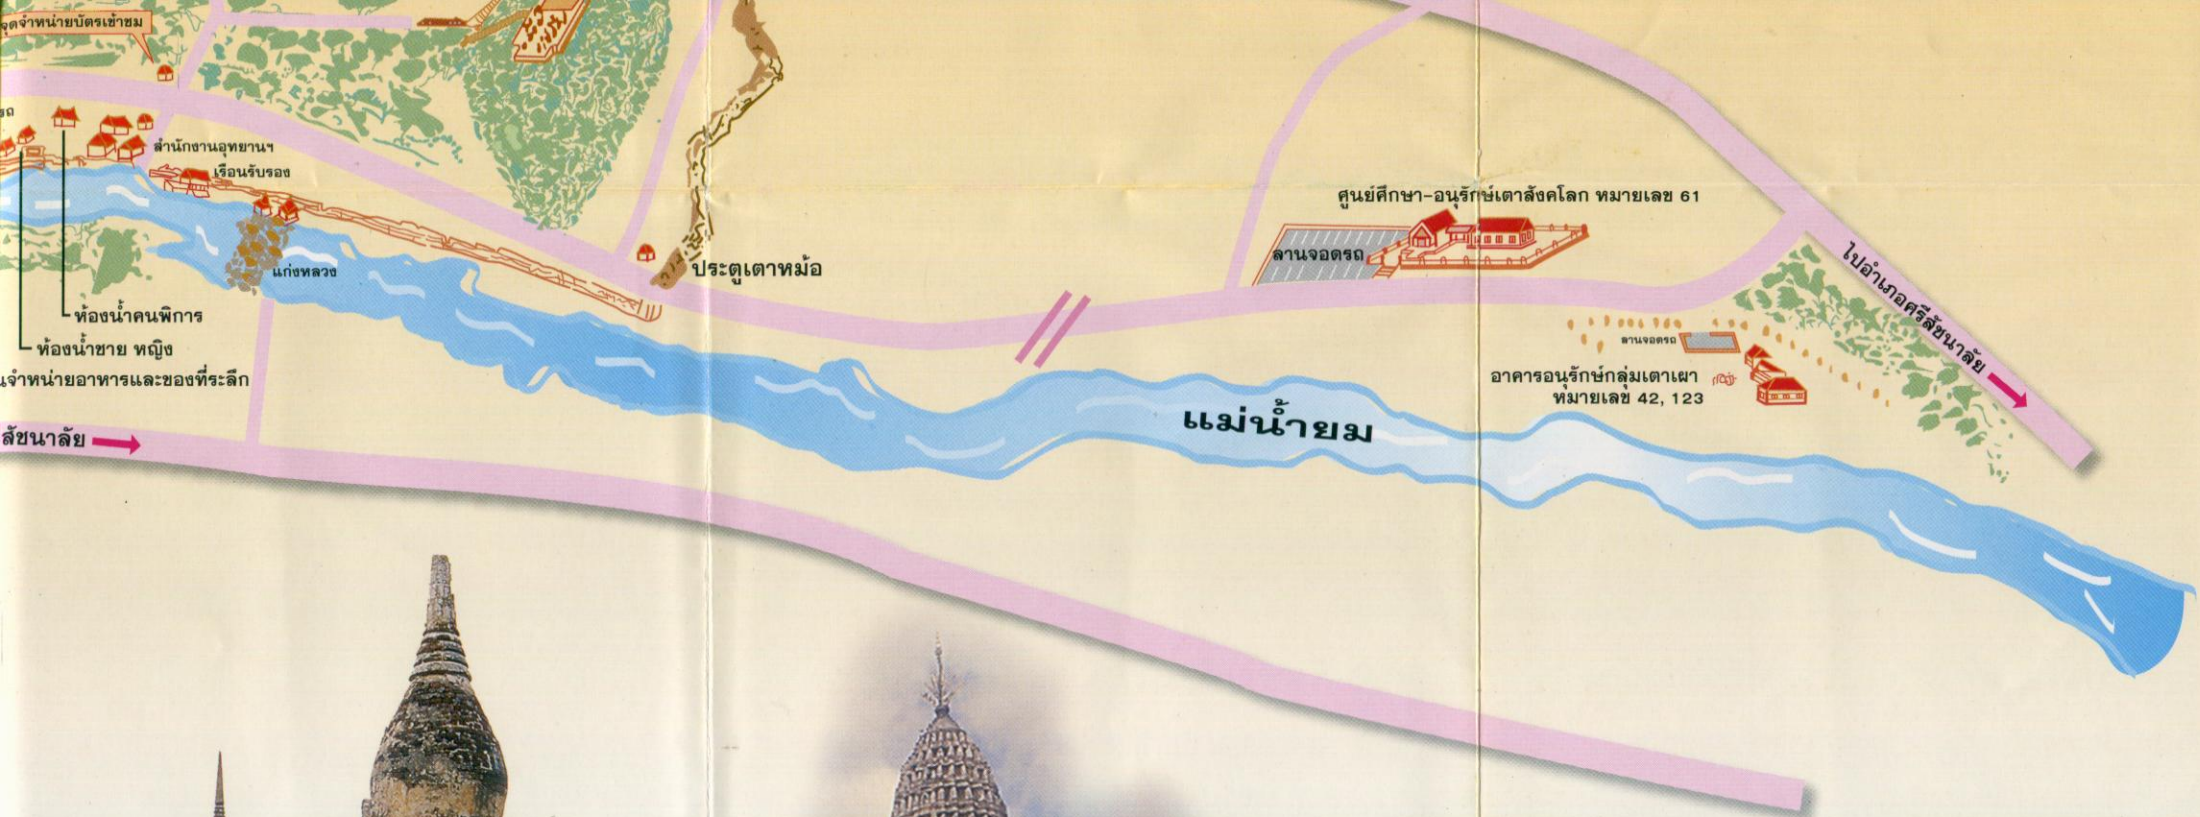 จุดจำหน่ายบัตรเข้าชม
สำนักงานอุทยานฯ
เรือนรับรอง
แก่งหลวง
ห้องน้ำคนพิการ
ห้องน้ำชาย หญิง
จำหน่ายอาหารและของที่ระลึก
สัชนาลัย
ประตูเตาหม้อ
ศูนย์ศึกษา-อนุรักษ์เตาสังคโลก หมายเลข 61
ลานจอดรถ
ไปอำเภอศรีสัชนาลัย
ลานจอดรถ
อาคารอนุรักษ์กลุ่มเตาเผา
หมายเลข 42, 123
แม่น้ำยม